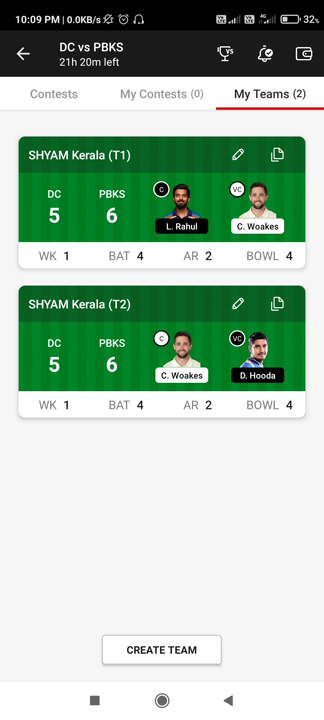 10:09 PM | 0.0KB/s
4G
32%
DC vs PBKS
21h 20m left
VS
Contests
My Contests (0)
My Teams (2)
SHYAM Kerala (T1)
DC
PBKS
5
6
C
VC
L. Rahul
C. Woakes
WK 1
BAT 4
AR 2
BOWL 4
SHYAM Kerala (T2)
DC
PBKS
5
6
C
VC
C. Woakes
D. Hooda
WK 1
BAT 4
AR 2
BOWL 4
CREATE TEAM